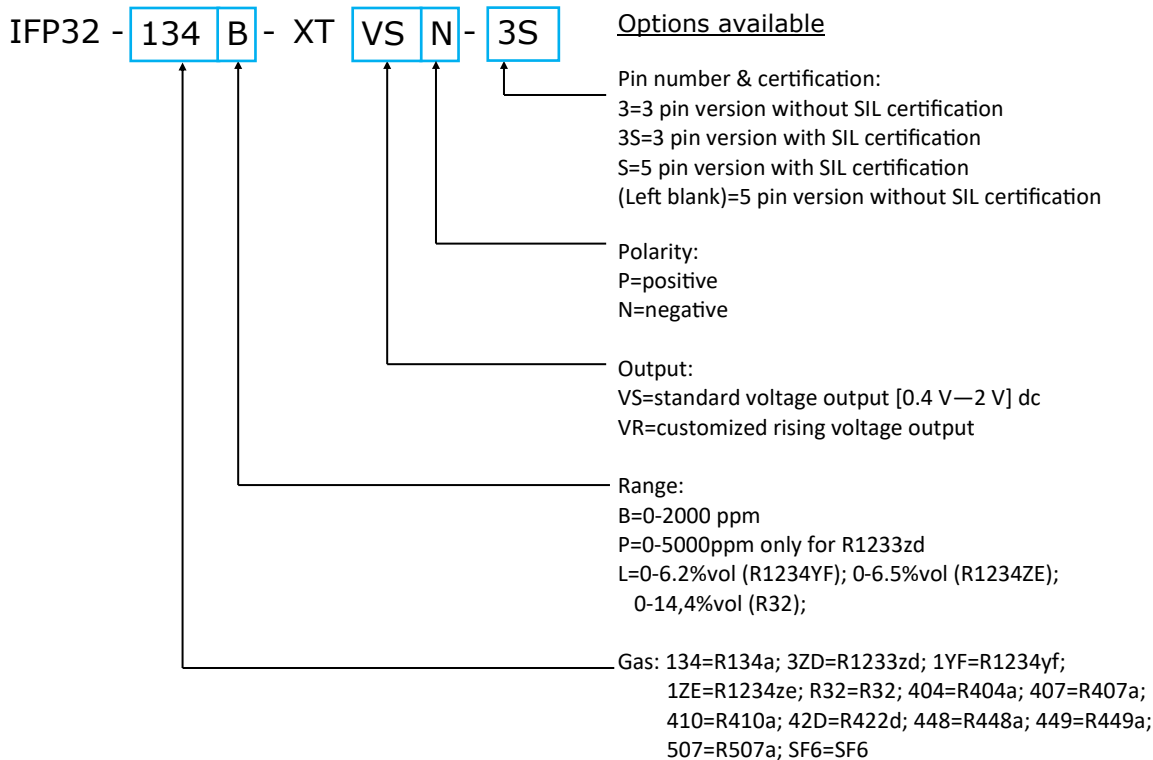 IFP32 - 134 B - XT VS N - 3S
Options available
Pin number & certification:
3=3 pin version without SIL certification
3S=3 pin version with SIL certification
S=5 pin version with SIL certification
(Left blank)=5 pin version without SIL certification
Polarity:
P=positive
N=negative
Output:
VS=standard voltage output [0.4 V—2 V] dc
VR=customized rising voltage output
Range:
B=0-2000 ppm
P=0-5000ppm only for R1233zd
L=0-6.2%vol (R1234YF); 0-6.5%vol (R1234ZE);
0-14,4%vol (R32);
Gas: 134=R134a; 3ZD=R1233zd; 1YF=R1234yf;
1ZE=R1234ze; R32=R32; 404=R404a; 407=R407a;
410=R410a; 42D=R422d; 448=R448a; 449=R449a;
507=R507a; SF6=SF6